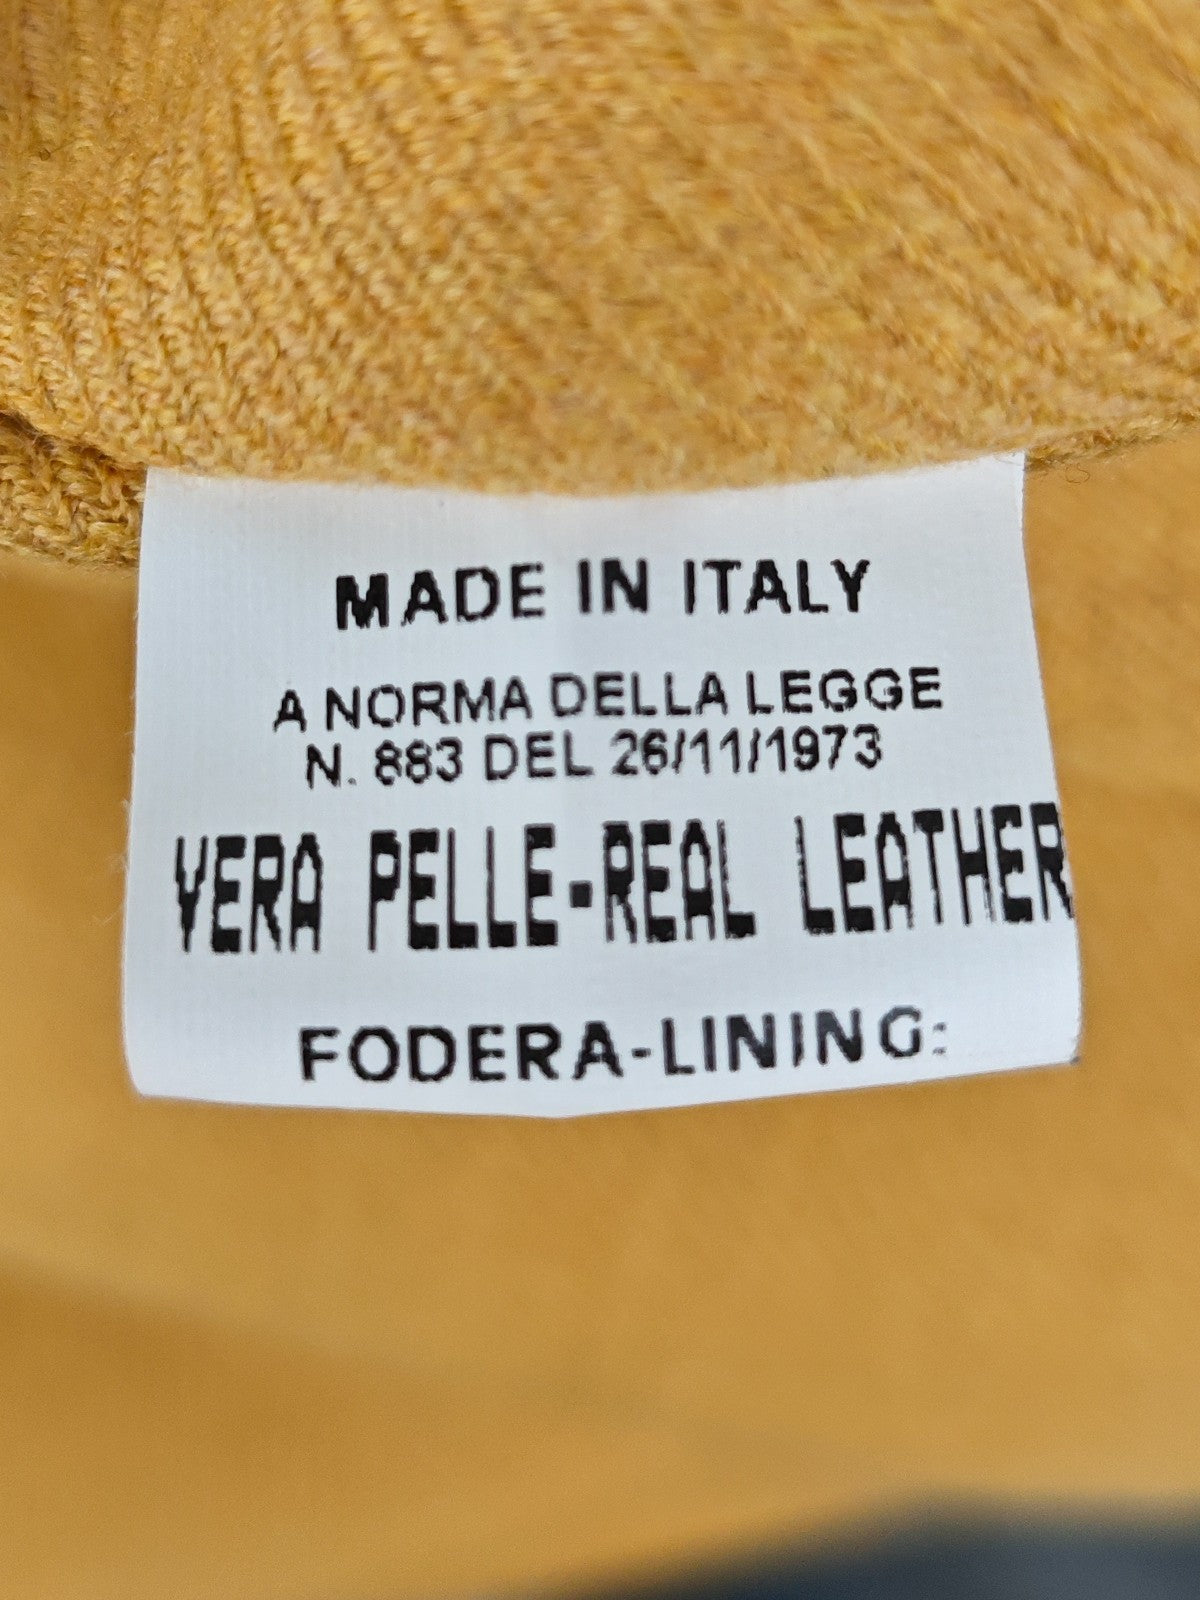 MADE IN ITALY
A NORMA DELLA LEGGE
N. 883 DEL 26/11/1973
VERA PELLE-REAL LEATHER
FODERA-LINING: